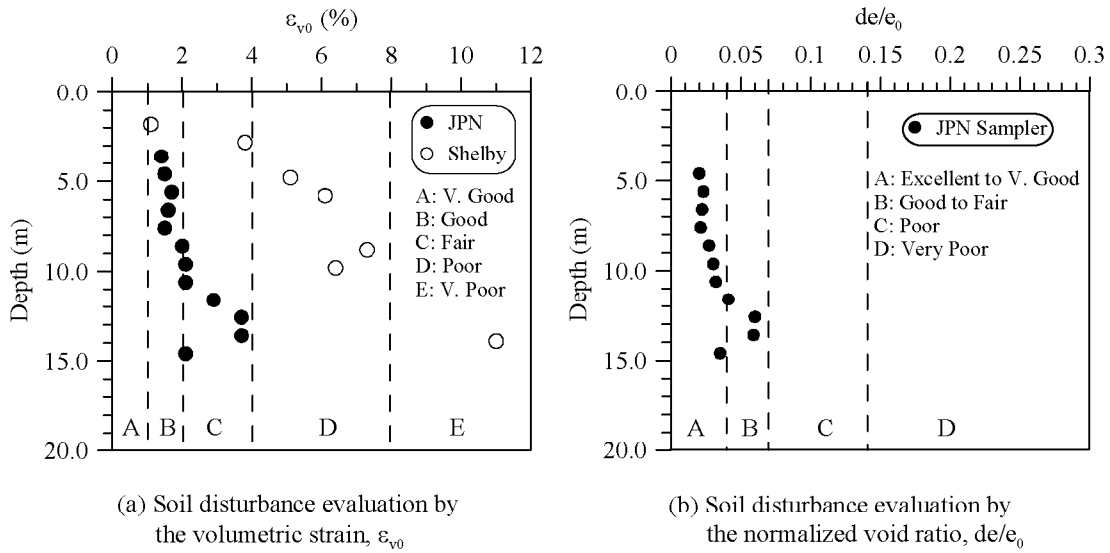 ε_v0 (%)
0 2 4 6 8 10 12
0.0
5.0
10.0
15.0
20.0
Depth (m)
JPN
Shelby
A: V. Good
B: Good
C: Fair
D: Poor
E: V. Poor
A B C D E
(a) Soil disturbance evaluation by
the volumetric strain, ε_v0
de/e_0
0 0.05 0.1 0.15 0.2 0.25 0.3
0.0
5.0
10.0
15.0
20.0
Depth (m)
JPN Sampler
A: Excellent to V. Good
B: Good to Fair
C: Poor
D: Very Poor
A B C D
(b) Soil disturbance evaluation by
the normalized void ratio, de/e_0